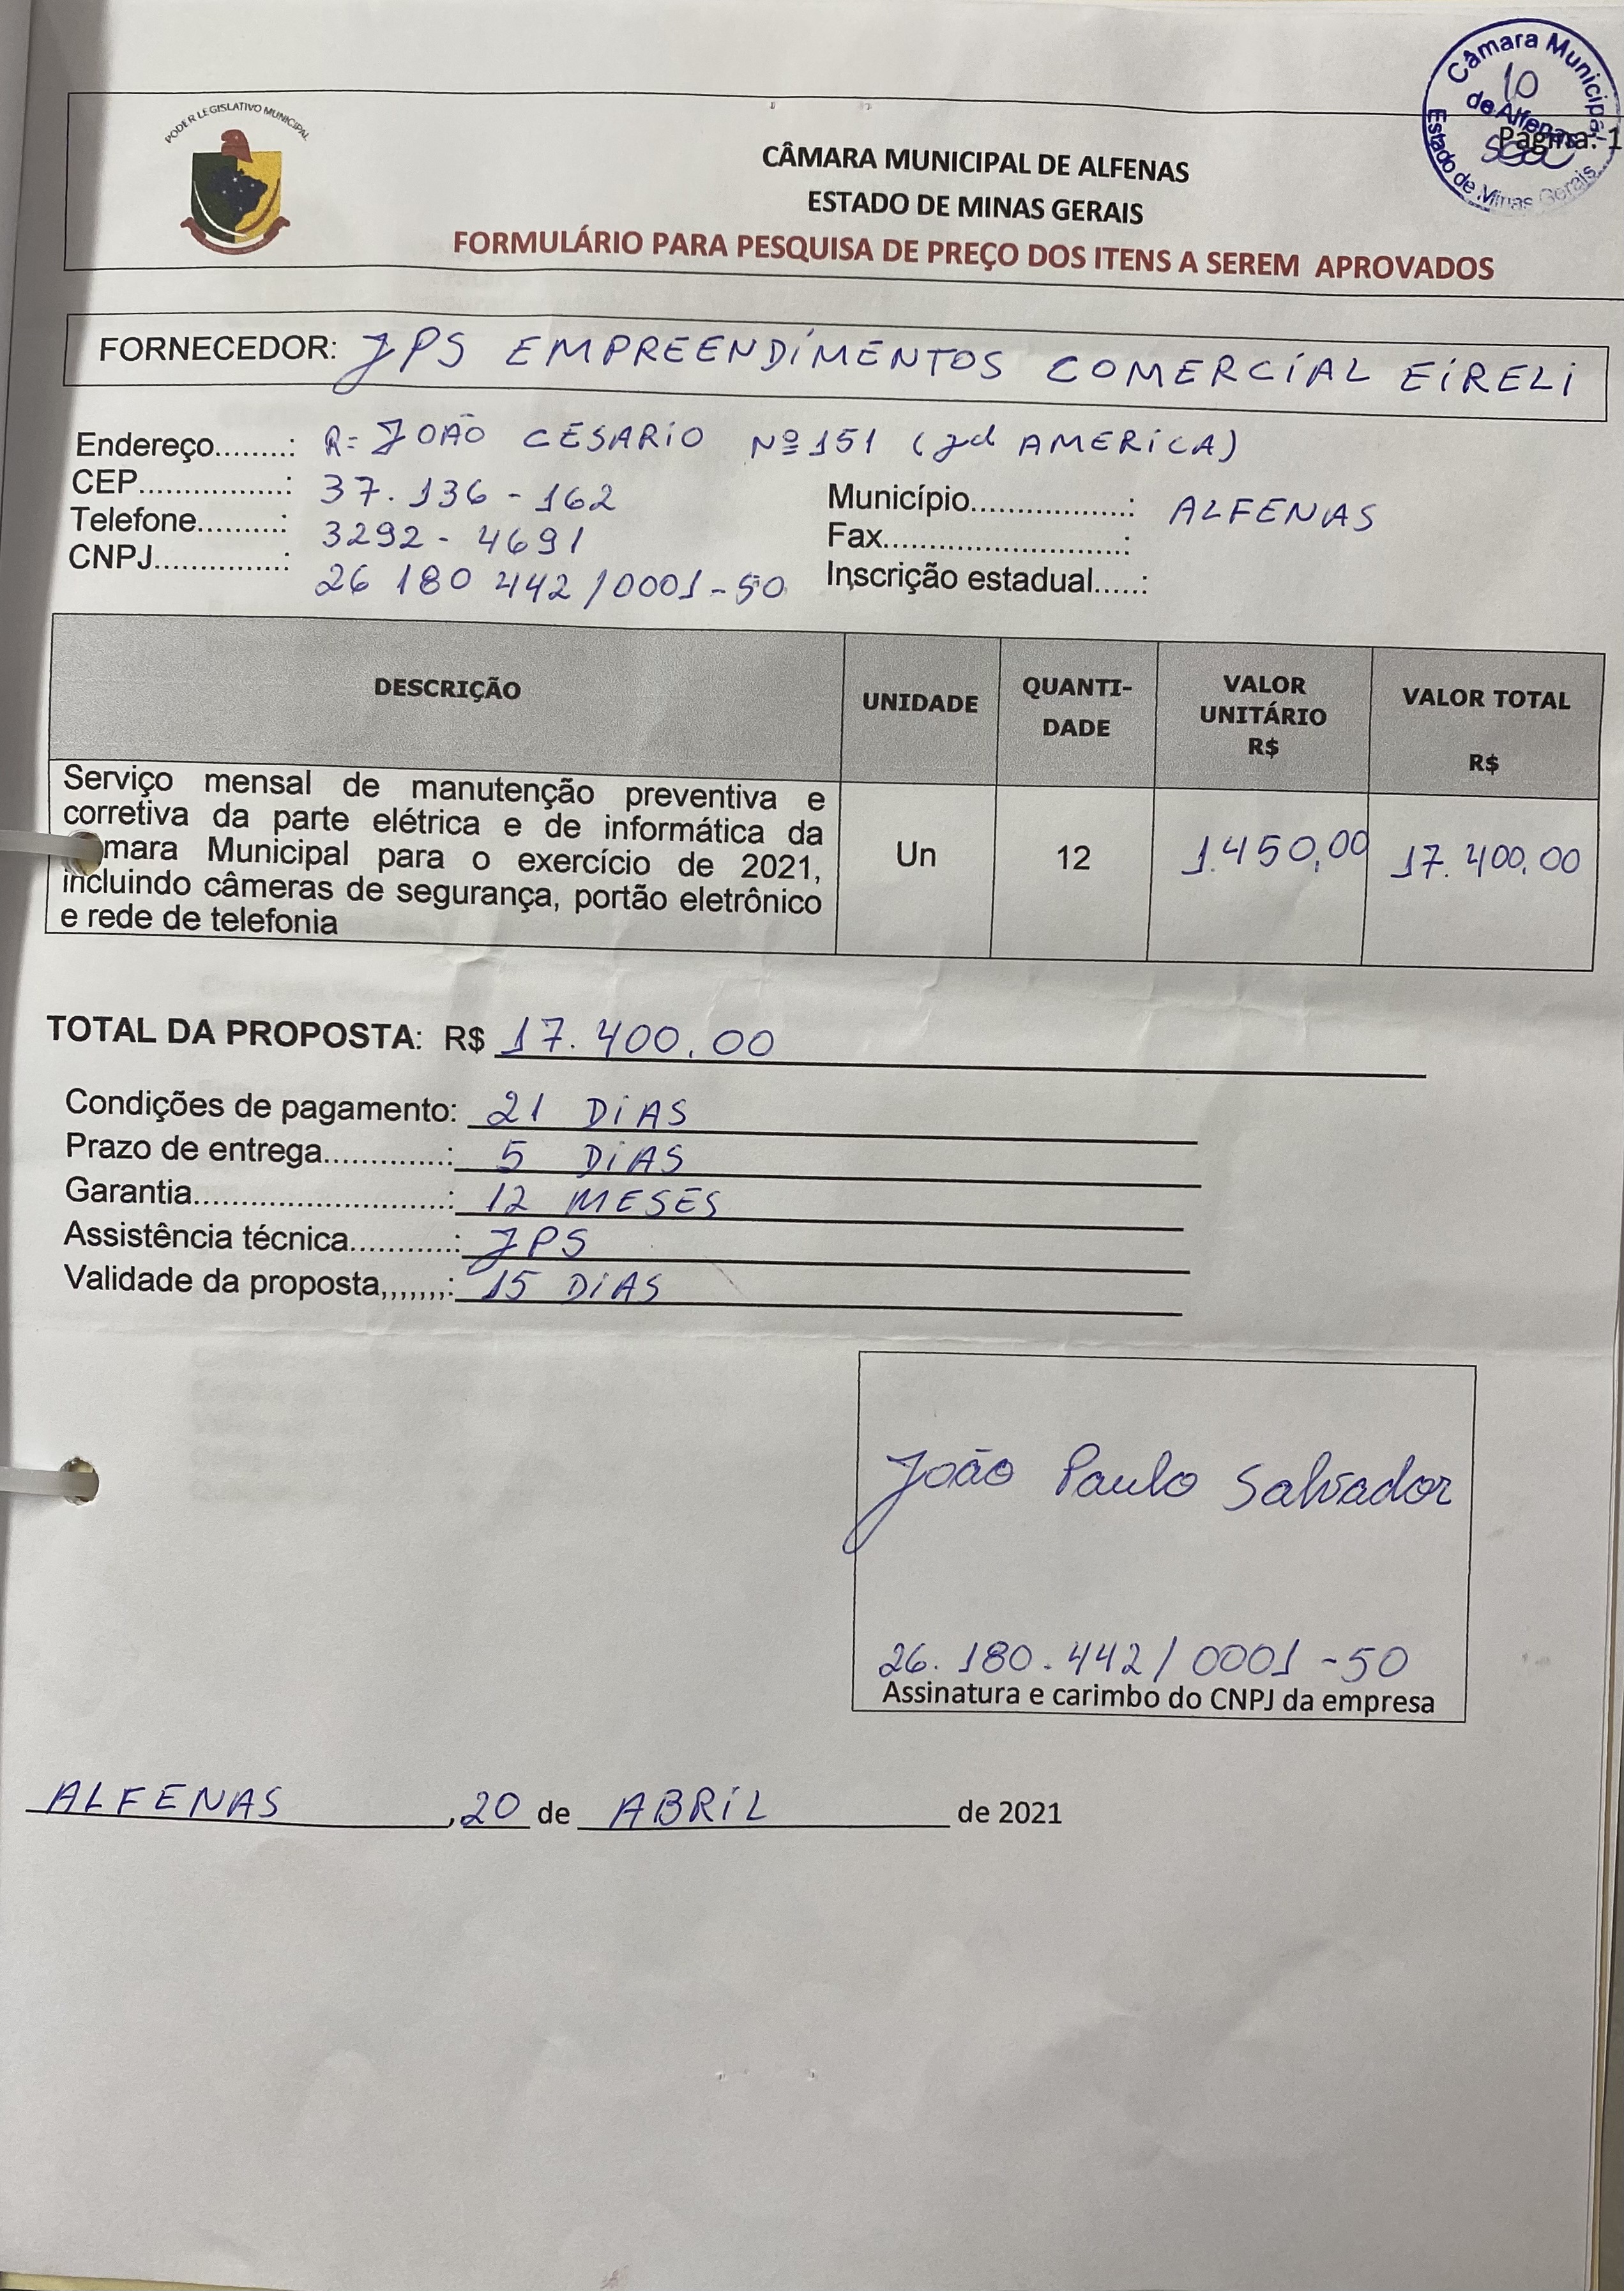 PODER LEGISLATIVO MUNICIPAL
Câmara Municipal
10
de Alfenas
Página: 1
Estado de Minas Gerais
CÂMARA MUNICIPAL DE ALFENAS
ESTADO DE MINAS GERAIS
FORMULÁRIO PARA PESQUISA DE PREÇO DOS ITENS A SEREM APROVADOS
FORNECEDOR: JPS EMPREENDIMENTOS COMERCIAL EIRELI
Endereço........: R= JOÃO CESARIO Nº 151 (Jd AMERICA)
CEP.................: 37.136-162
Município..................: ALFENAS
Telefone.........: 3292-4691
Fax............................:
CNPJ...............: 26 180 442/0001-50
Inscrição estadual.....:
DESCRIÇÃO
UNIDADE
QUANTI-
DADE
VALOR
UNITÁRIO
R$
VALOR TOTAL
R$
Serviço mensal de manutenção preventiva e
corretiva da parte elétrica e de informática da
mara Municipal para o exercício de 2021,
incluindo câmeras de segurança, portão eletrônico
e rede de telefonia
Un
12
1.450,00
17.400,00
TOTAL DA PROPOSTA: R$ 17.400,00
Condições de pagamento: 21 DIAS
Prazo de entrega.............: 5 DIAS
Garantia...........................: 12 MESES
Assistência técnica...........: JPS
Validade da proposta,,,,,,,: 15 DIAS
João Paulo Salvador
26.180.442/0001-50
Assinatura e carimbo do CNPJ da empresa
ALFENAS, 20 de ABRIL de 2021